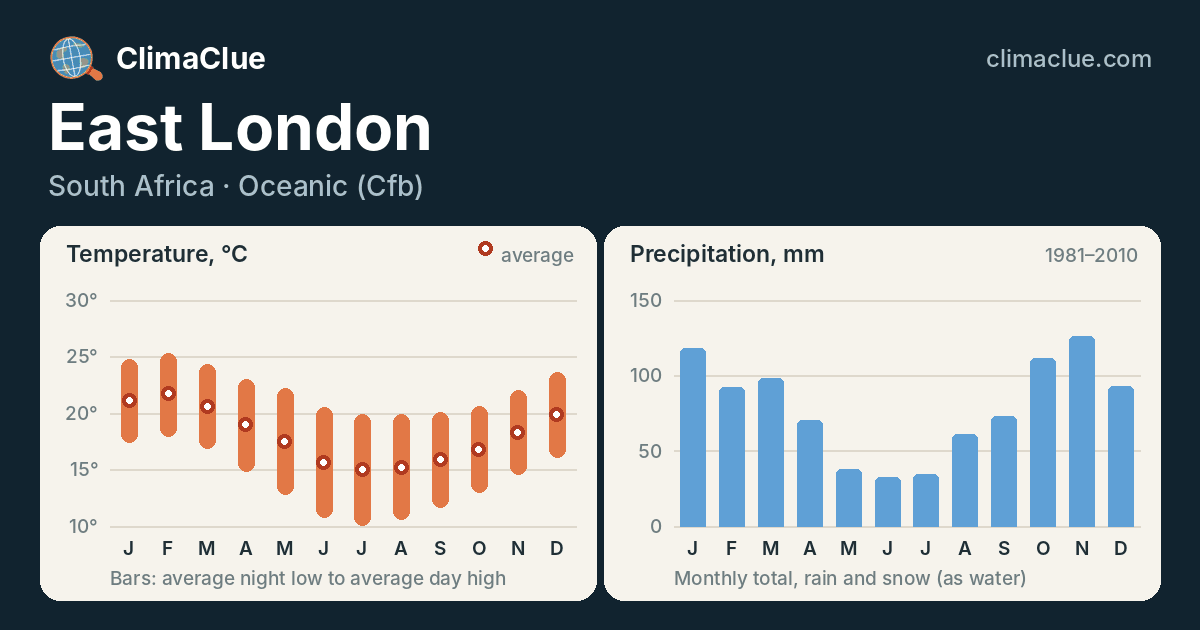 ClimaClue
climaclue.com
East London
South Africa · Oceanic (Cfb)
Temperature, °C
average
30°
25°
20°
15°
10°
J F M A M J J A S O N D
Bars: average night low to average day high
Precipitation, mm
1981–2010
150
100
50
0
J F M A M J J A S O N D
Monthly total, rain and snow (as water)